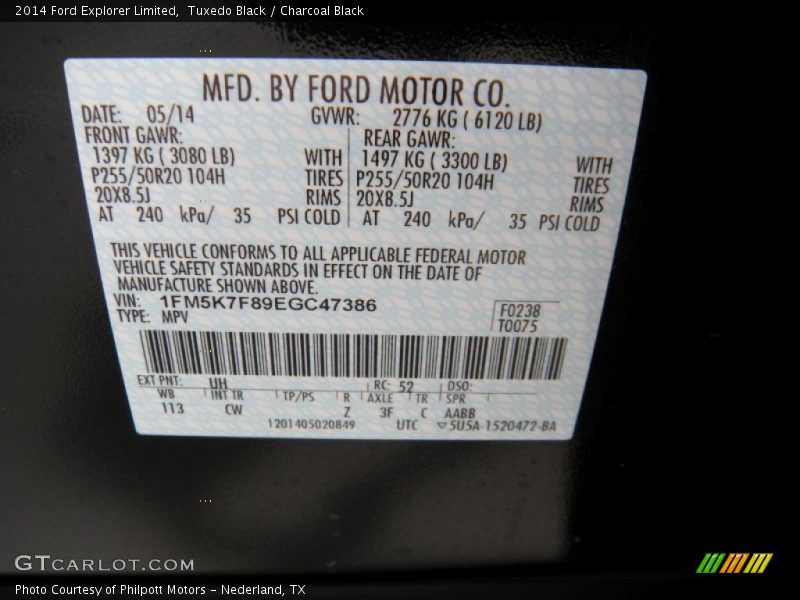 2014 Ford Explorer Limited, Tuxedo Black / Charcoal Black
MFD. BY FORD MOTOR CO.
DATE: 05/14 GVWR: 2776 KG ( 6120 LB)
FRONT GAWR: REAR GAWR:
1397 KG ( 3080 LB) WITH 1497 KG ( 3300 LB) WITH
P255/50R20 104H TIRES P255/50R20 104H TIRES
20X8.5J RIMS 20X8.5J RIMS
AT 240 kPa/ 35 PSI COLD AT 240 kPa/ 35 PSI COLD
THIS VEHICLE CONFORMS TO ALL APPLICABLE FEDERAL MOTOR
VEHICLE SAFETY STANDARDS IN EFFECT ON THE DATE OF
MANUFACTURE SHOWN ABOVE.
VIN: 1FM5K7F89EGC47386 F0238
TYPE: MPV T0075
EXT PNT: UH RC: 52 DSO:
WB INT TR TP/PS R AXLE TR SPR
113 CW Z 3F C AABB
1201405020849 UTC ▽5U5A-1520472-BA
GTCARLOT.COM
Photo Courtesy of Philpott Motors - Nederland, TX